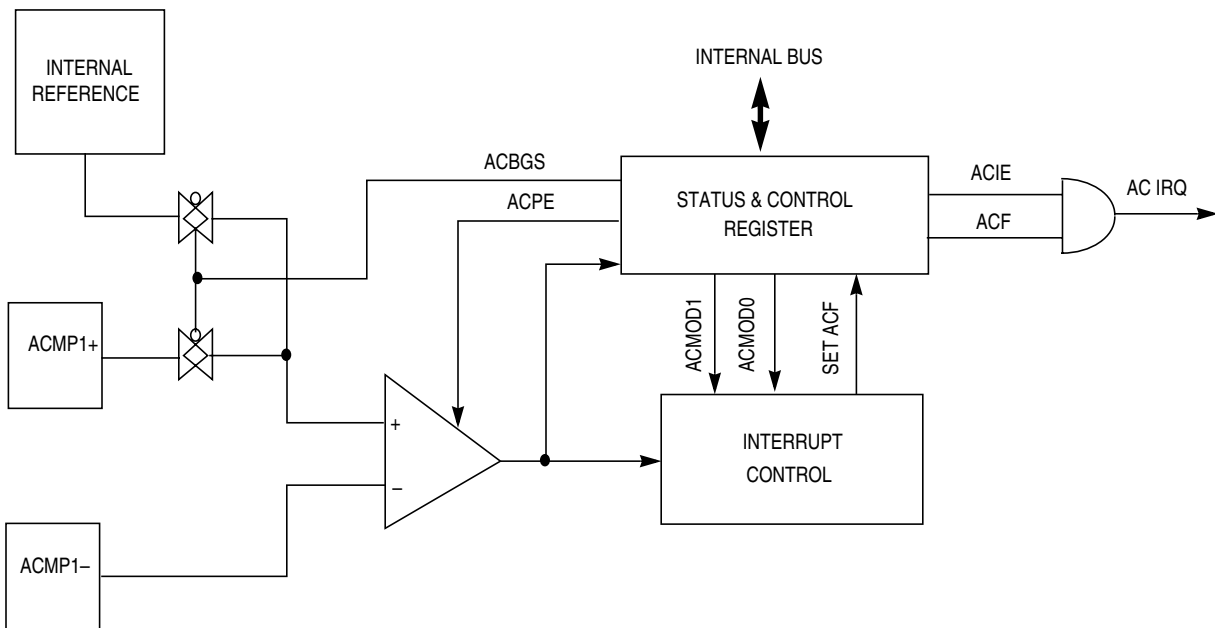 INTERNAL
REFERENCE
INTERNAL BUS
ACBGS
ACPE
STATUS & CONTROL
REGISTER
ACIE
ACF
AC IRQ
ACMP1+
ACMOD1
ACMOD0
SET ACF
+
–
INTERRUPT
CONTROL
ACMP1–